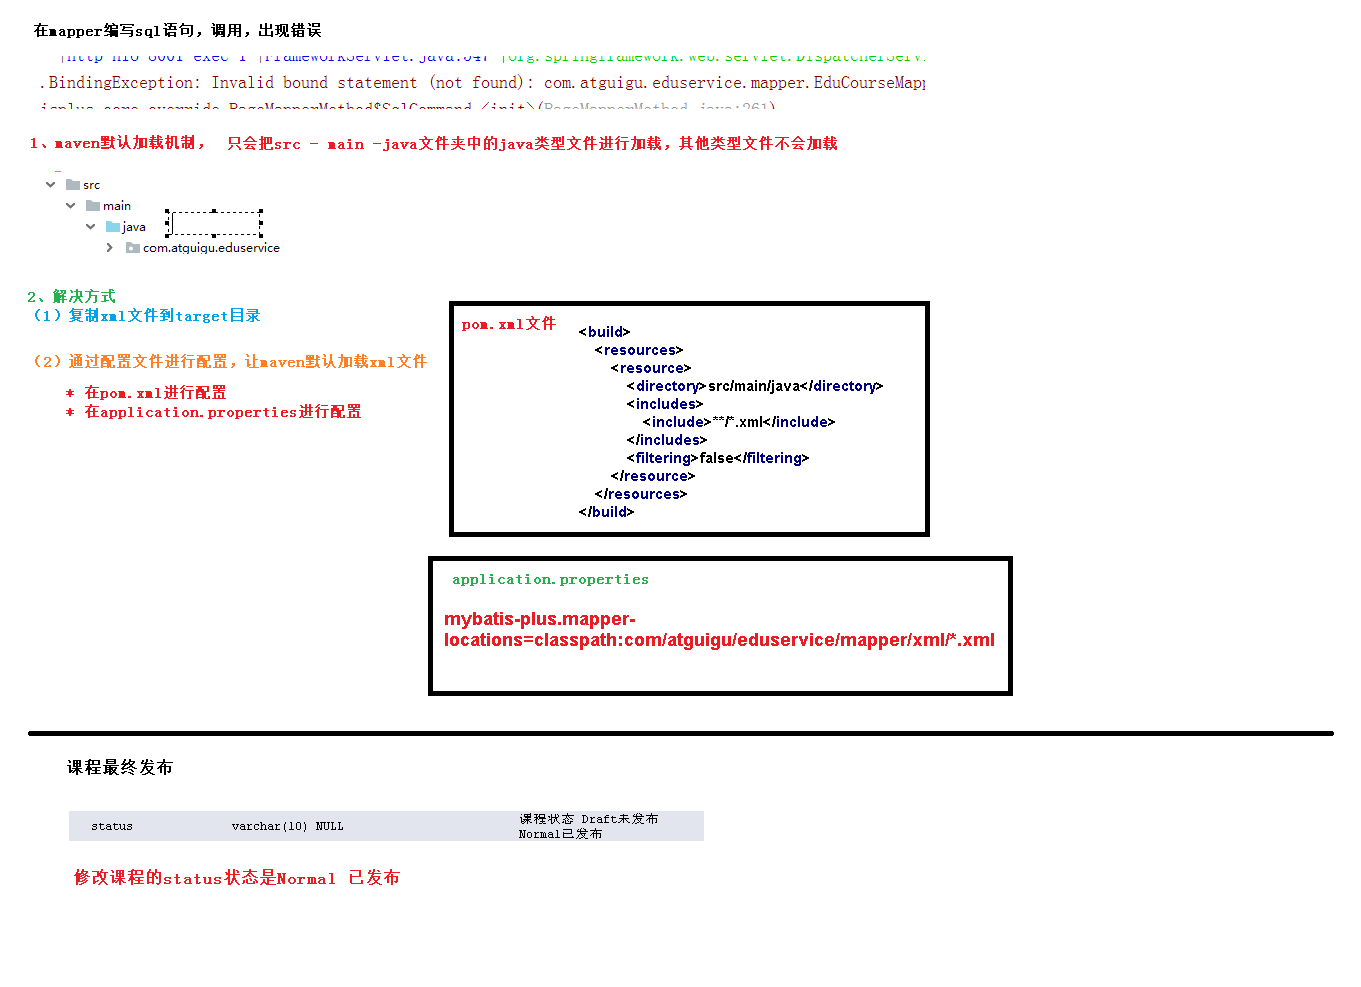 在mapper编写sql语句，调用，出现错误
.BindingException: Invalid bound statement (not found): com.atguigu.eduservice.mapper.EduCourseMapp
1、maven默认加载机制， 只会把src - main -java文件夹中的java类型文件进行加载，其他类型文件不会加载
src
main
java
com.atguigu.eduservice
2、解决方式
（1）复制xml文件到target目录
（2）通过配置文件进行配置，让maven默认加载xml文件
* 在pom.xml进行配置
* 在application.properties进行配置
pom.xml文件
<build>
<resources>
<resource>
<directory>src/main/java</directory>
<includes>
<include>**/*.xml</include>
</includes>
<filtering>false</filtering>
</resource>
</resources>
</build>
application.properties
mybatis-plus.mapper-
locations=classpath:com/atguigu/eduservice/mapper/xml/*.xml
课程最终发布
status varchar(10) NULL 课程状态 Draft未发布
Normal已发布
修改课程的status状态是Normal 已发布